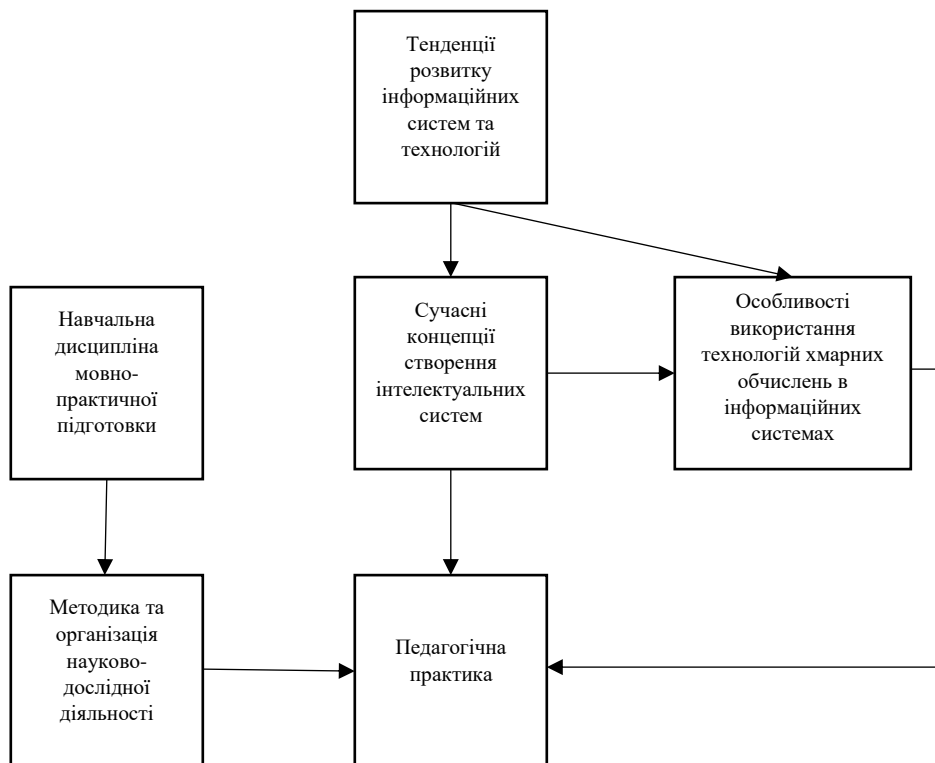 Тенденції
розвитку
інформаційних
систем та
технологій
Навчальна
дисципліна
мовно-
практичної
підготовки
Сучасні
концепції
створення
інтелектуальних
систем
Особливості
використання
технологій хмарних
обчислень в
інформаційних
системах
Методика та
організація
науково-
дослідної
діяльності
Педагогічна
практика